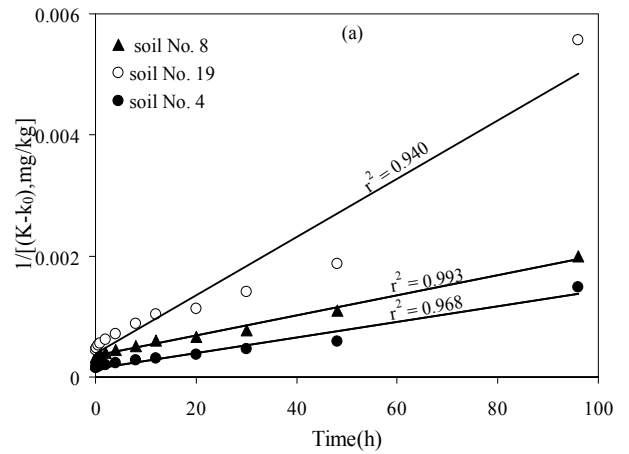 0.006
(a)
▲ soil No. 8
○ soil No. 19
● soil No. 4
0.004
0.002
0
1/[(K-k₀),mg/kg]
r² = 0.940
r² = 0.993
r² = 0.968
0 20 40 60 80 100
Time(h)